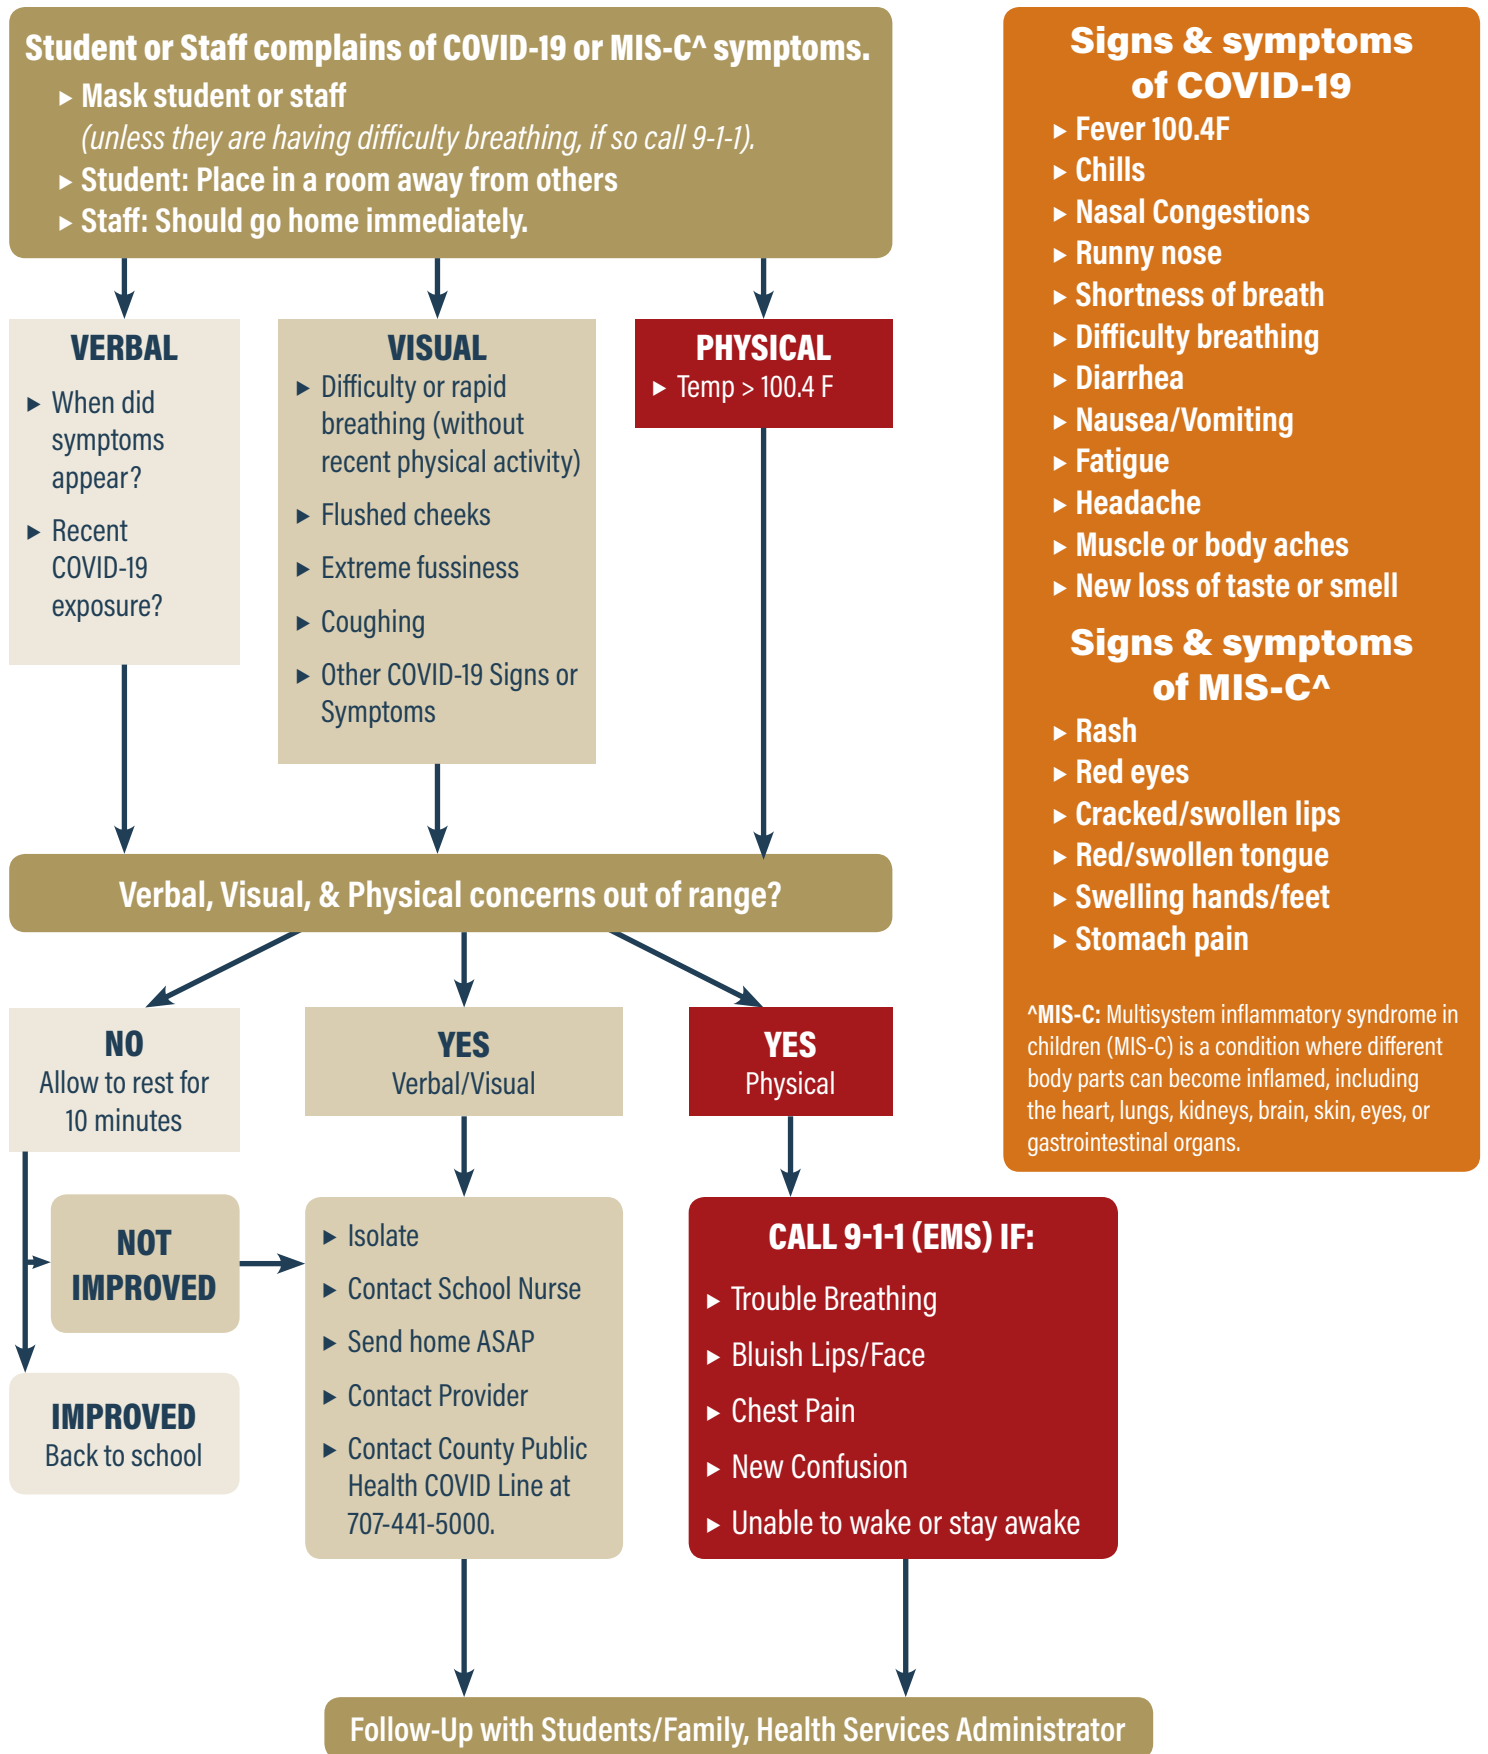 Student or Staff complains of COVID-19 or MIS-C^ symptoms.
▸ Mask student or staff
(unless they are having difficulty breathing, if so call 9-1-1).
▸ Student: Place in a room away from others
▸ Staff: Should go home immediately.
VERBAL
▸ When did
symptoms
appear?
▸ Recent
COVID-19
exposure?
VISUAL
▸ Difficulty or rapid
breathing (without
recent physical activity)
▸ Flushed cheeks
▸ Extreme fussiness
▸ Coughing
▸ Other COVID-19 Signs or
Symptoms
PHYSICAL
▸ Temp > 100.4 F
Verbal, Visual, & Physical concerns out of range?
NO
Allow to rest for
10 minutes
YES
Verbal/Visual
YES
Physical
NOT
IMPROVED
IMPROVED
Back to school
▸ Isolate
▸ Contact School Nurse
▸ Send home ASAP
▸ Contact Provider
▸ Contact County Public
Health COVID Line at
707-441-5000.
CALL 9-1-1 (EMS) IF:
▸ Trouble Breathing
▸ Bluish Lips/Face
▸ Chest Pain
▸ New Confusion
▸ Unable to wake or stay awake
Follow-Up with Students/Family, Health Services Administrator
Signs & symptoms
of COVID-19
▸ Fever 100.4F
▸ Chills
▸ Nasal Congestions
▸ Runny nose
▸ Shortness of breath
▸ Difficulty breathing
▸ Diarrhea
▸ Nausea/Vomiting
▸ Fatigue
▸ Headache
▸ Muscle or body aches
▸ New loss of taste or smell
Signs & symptoms
of MIS-C^
▸ Rash
▸ Red eyes
▸ Cracked/swollen lips
▸ Red/swollen tongue
▸ Swelling hands/feet
▸ Stomach pain
^MIS-C: Multisystem inflammatory syndrome in
children (MIS-C) is a condition where different
body parts can become inflamed, including
the heart, lungs, kidneys, brain, skin, eyes, or
gastrointestinal organs.